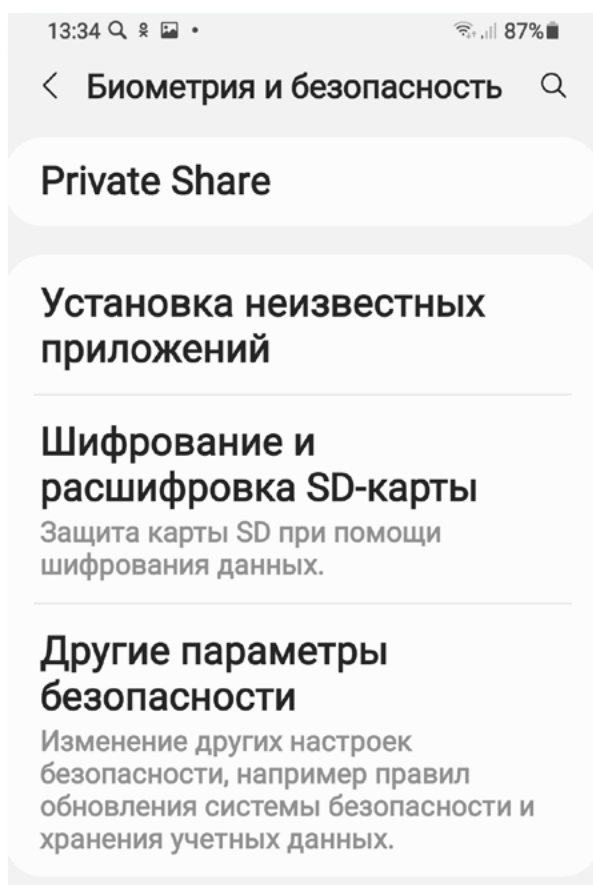 13:34
87%
Биометрия и безопасность
Private Share
Установка неизвестных
приложений
Шифрование и
расшифровка SD-карты
Защита карты SD при помощи
шифрования данных.
Другие параметры
безопасности
Изменение других настроек
безопасности, например правил
обновления системы безопасности и
хранения учетных данных.